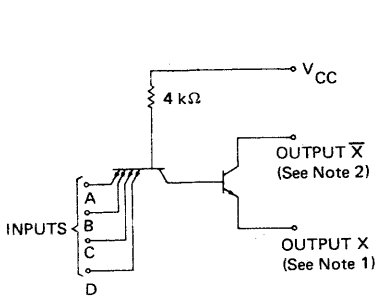 V CC
4 kΩ
OUTPUT X̅
(See Note 2)
A
INPUTS
B
C
D
OUTPUT X
(See Note 1)